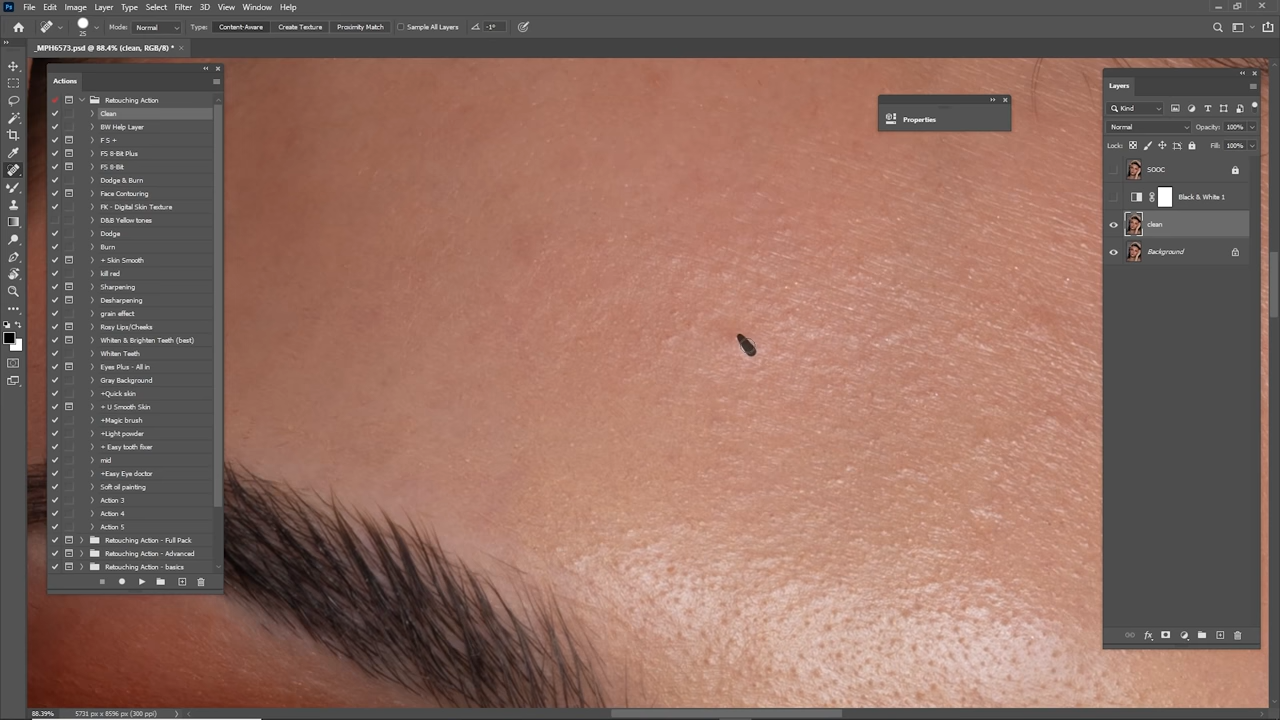 Ps File Edit Image Layer Type Select Filter 3D View Window Help
25 Mode: Normal Type: Content-Aware Create Texture Proximity Match Sample All Layers -1°
_MPH6573.psd @ 88.4% (clean, RGB/8) *
Actions
Retouching Action
Clean
BW Help Layer
F S +
FS 8-Bit Plus
FS 8-Bit
Dodge & Burn
Face Contouring
FK - Digital Skin Texture
D&B Yellow tones
Dodge
Burn
+ Skin Smooth
kill red
Sharpening
Desharpening
grain effect
Rosy Lips/Cheeks
Whiten & Brighten Teeth (best)
Whiten Teeth
Eyes Plus - All in
Gray Background
+Quick skin
+ U Smooth Skin
+Magic brush
+Light powder
+ Easy tooth fixer
mid
+Easy Eye doctor
Soft oil painting
Action 3
Action 4
Action 5
Retouching Action - Full Pack
Retouching Action - Advanced
Retouching Action - basics
Properties
Layers
Kind
Normal Opacity: 100%
Lock: Fill: 100%
SOOC
Black & White 1
clean
Background
fx
88.39% 5731 px x 8596 px (300 ppi)